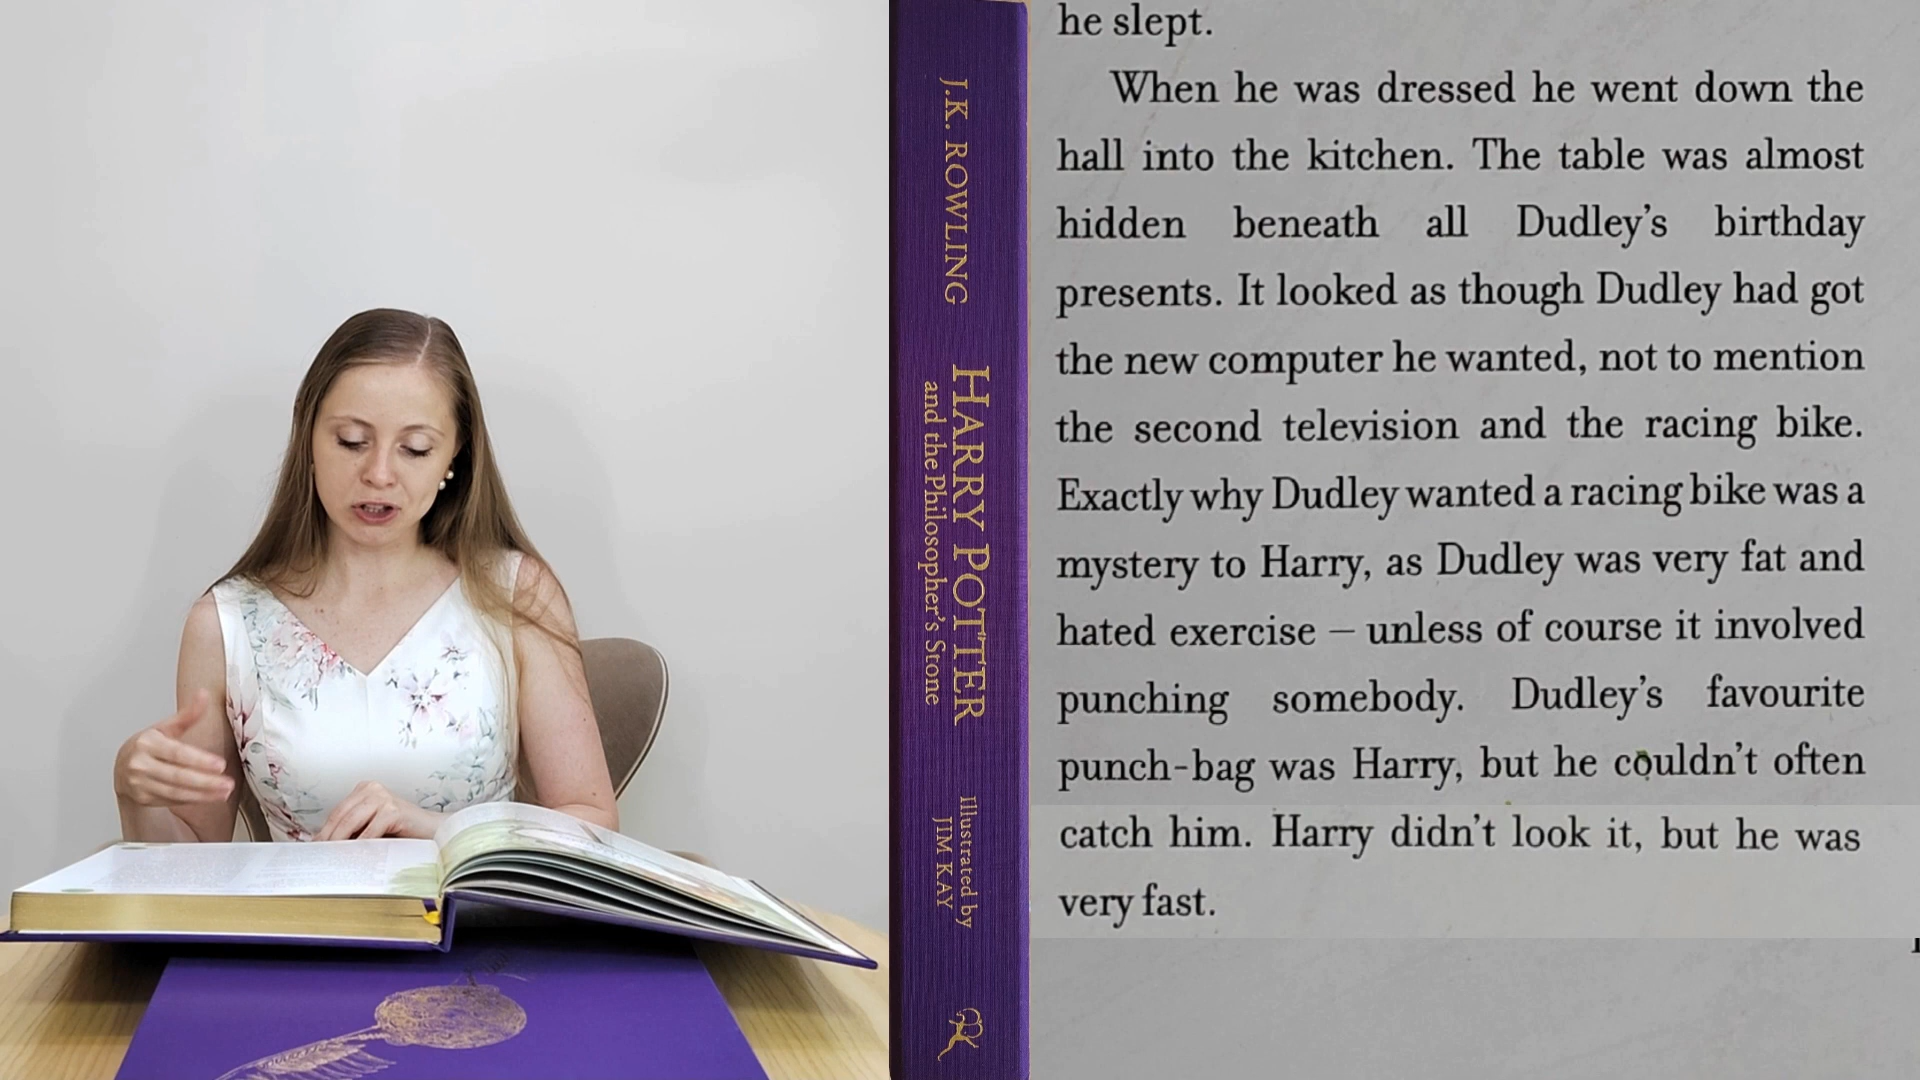 J.K. ROWLING
HARRY POTTER
and the Philosopher's Stone
Illustrated by
JIM KAY
he slept.
When he was dressed he went down the
hall into the kitchen. The table was almost
hidden beneath all Dudley's birthday
presents. It looked as though Dudley had got
the new computer he wanted, not to mention
the second television and the racing bike.
Exactly why Dudley wanted a racing bike was a
mystery to Harry, as Dudley was very fat and
hated exercise – unless of course it involved
punching somebody. Dudley's favourite
punch-bag was Harry, but he couldn't often
catch him. Harry didn't look it, but he was
very fast.